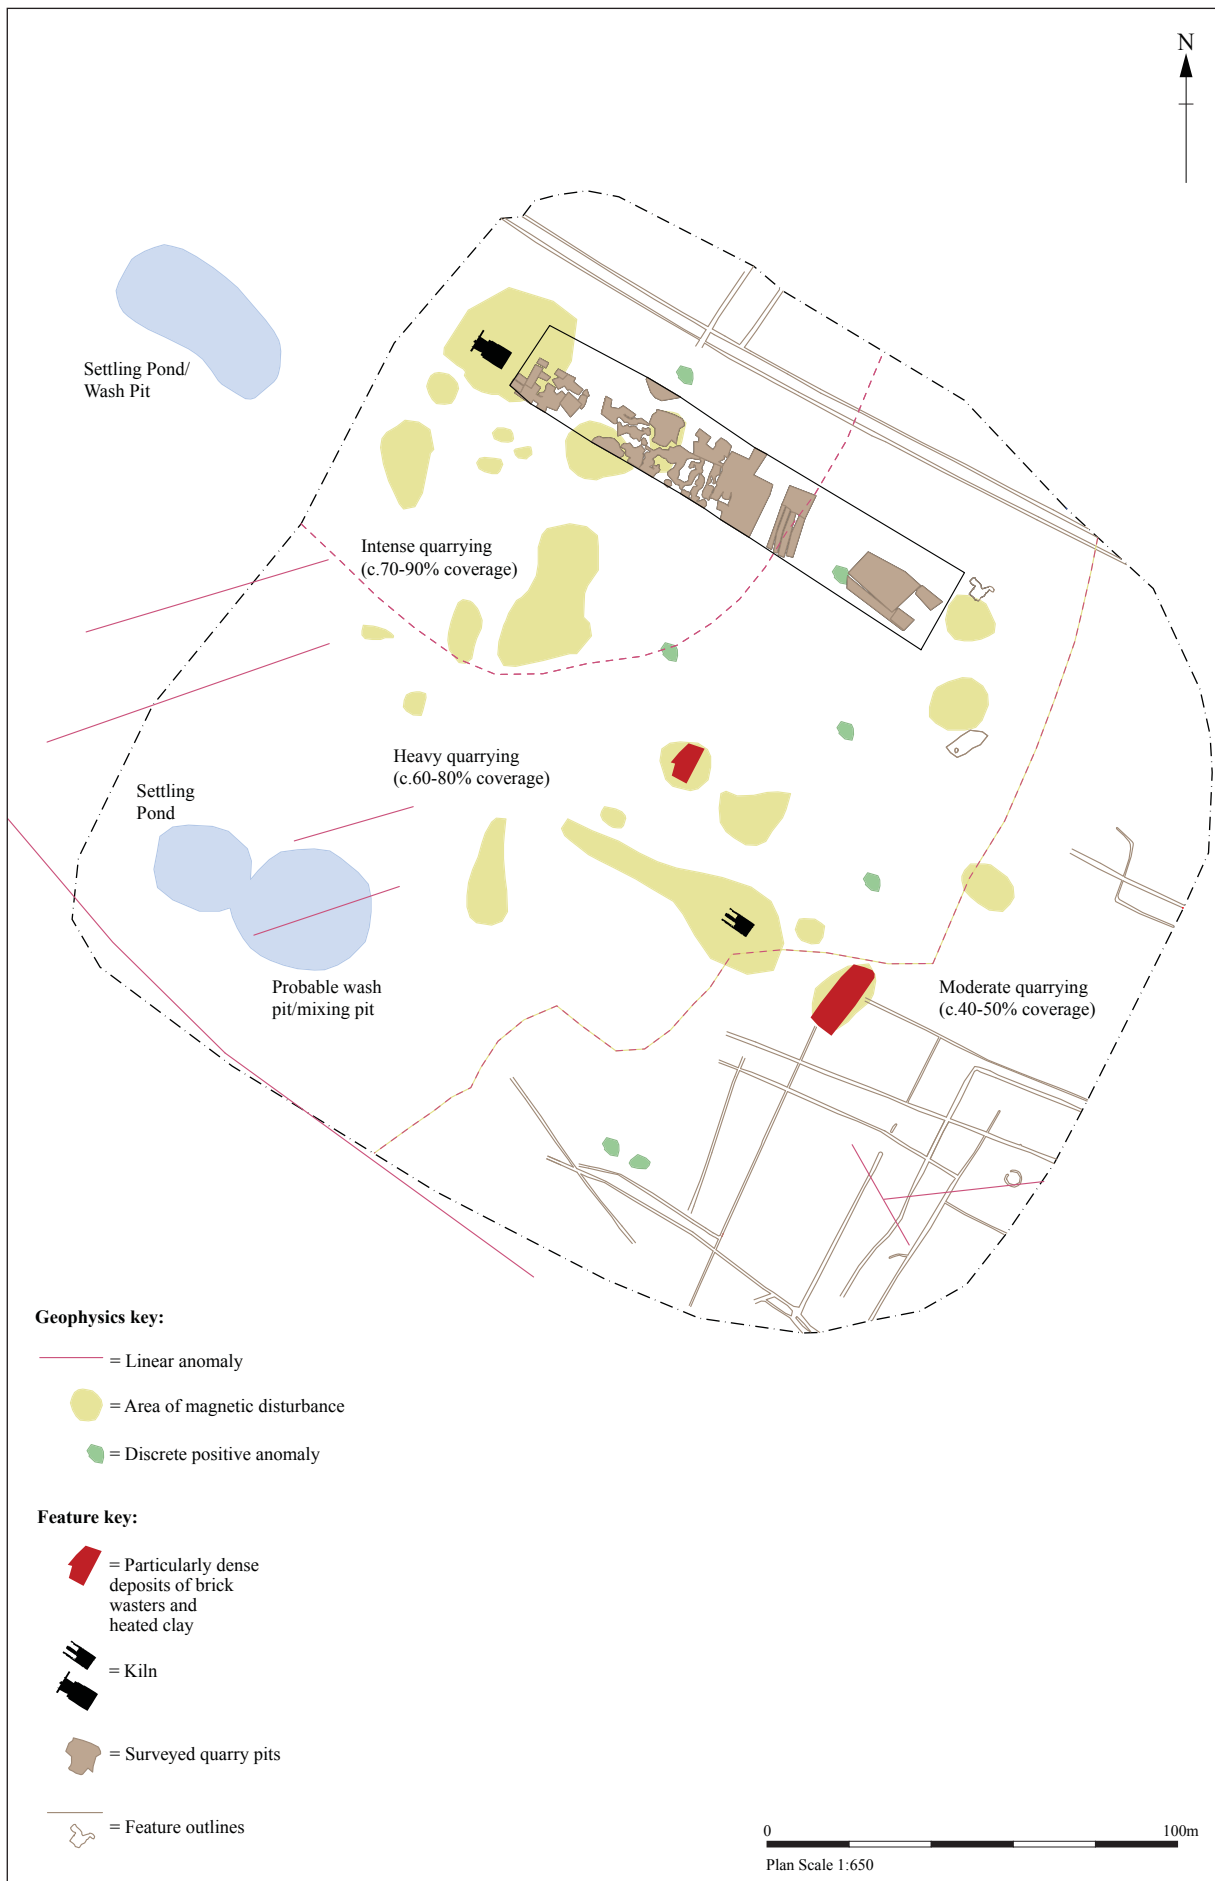 N
Settling Pond/
Wash Pit
Intense quarrying
(c.70-90% coverage)
Heavy quarrying
(c.60-80% coverage)
Settling
Pond
Probable wash
pit/mixing pit
Moderate quarrying
(c.40-50% coverage)
Geophysics key:
= Linear anomaly
= Area of magnetic disturbance
= Discrete positive anomaly
Feature key:
= Particularly dense
deposits of brick
wasters and
heated clay
= Kiln
= Surveyed quarry pits
= Feature outlines
0 100m
Plan Scale 1:650